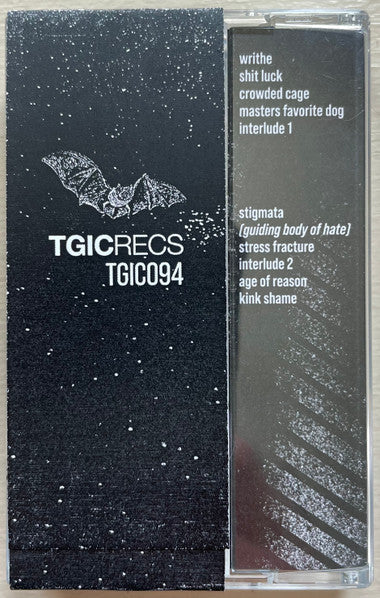 TGICRECS
TGIC094
writhe
shit luck
crowded cage
masters favorite dog
interlude 1
stigmata
[guiding body of hate]
stress fracture
interlude 2
age of reason
kink shame